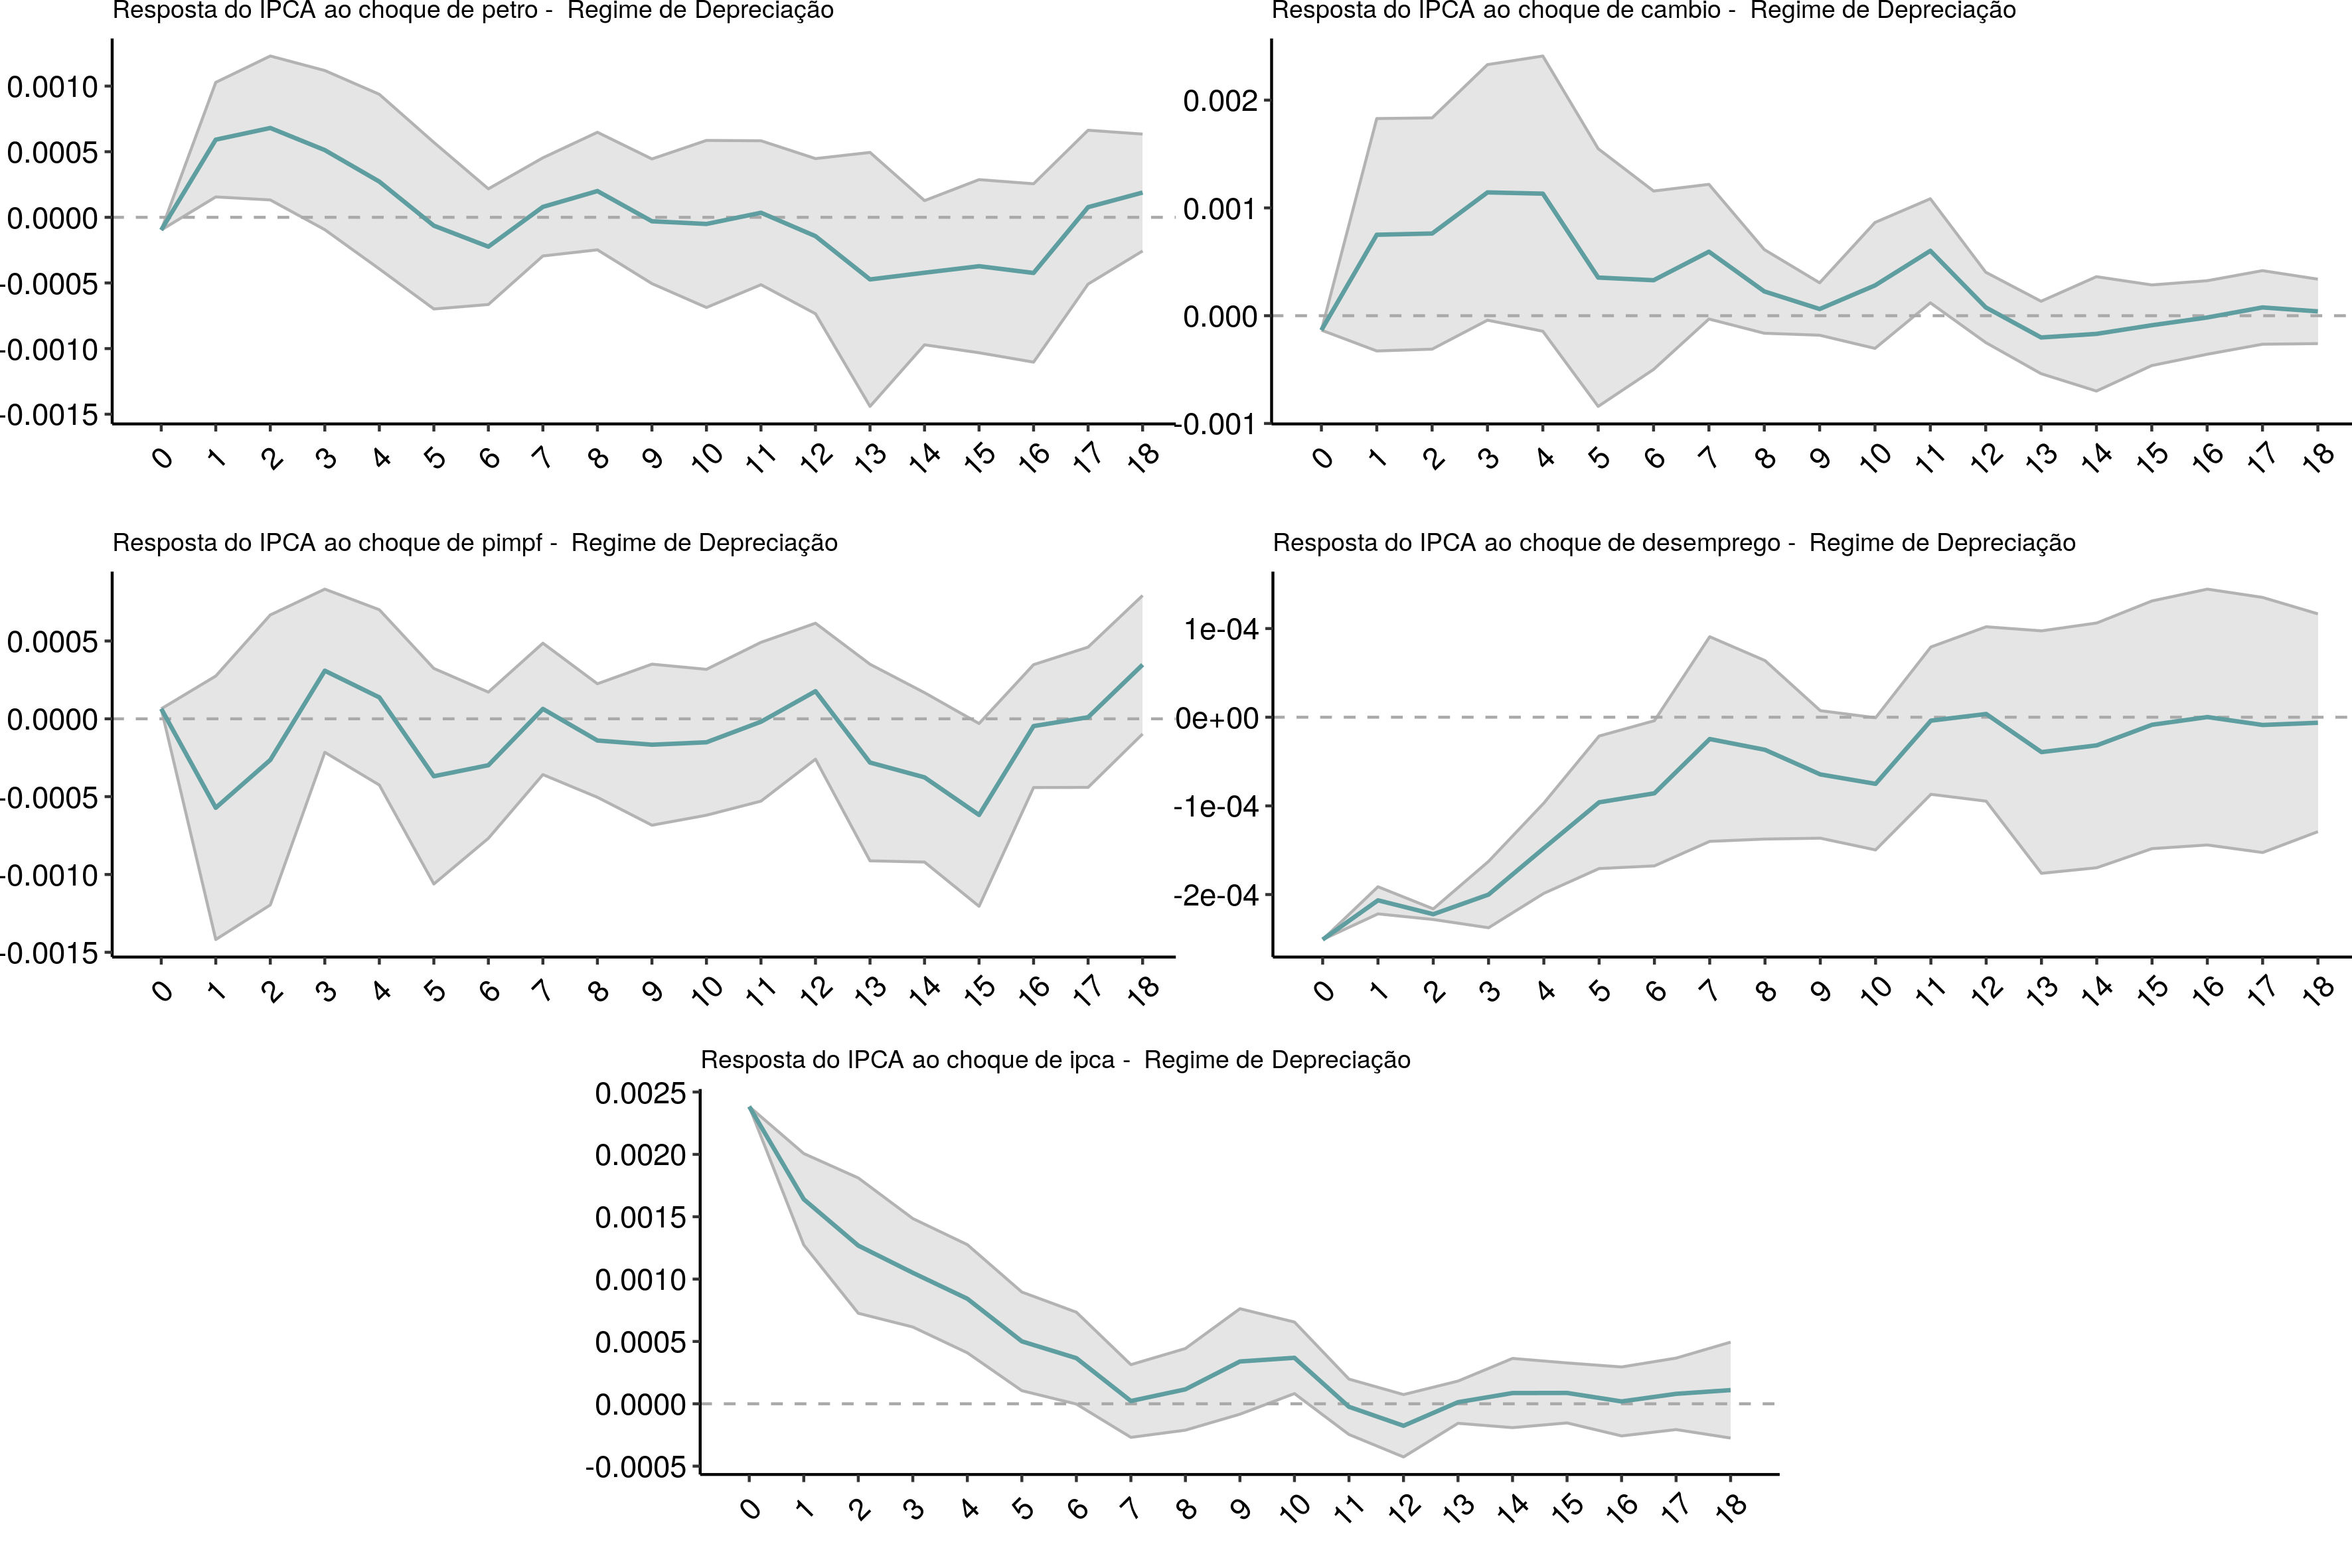 Resposta do IPCA ao choque de petro - Regime de Depreciação
0.0010
0.0005
0.0000
-0.0005
-0.0010
-0.0015
0 1 2 3 4 5 6 7 8 9 10 11 12 13 14 15 16 17 18
Resposta do IPCA ao choque de cambio - Regime de Depreciação
0.002
0.001
0.000
-0.001
0 1 2 3 4 5 6 7 8 9 10 11 12 13 14 15 16 17 18
Resposta do IPCA ao choque de pimpf - Regime de Depreciação
0.0005
0.0000
-0.0005
-0.0010
-0.0015
0 1 2 3 4 5 6 7 8 9 10 11 12 13 14 15 16 17 18
Resposta do IPCA ao choque de desemprego - Regime de Depreciação
1e-04
0e+00
-1e-04
-2e-04
0 1 2 3 4 5 6 7 8 9 10 11 12 13 14 15 16 17 18
Resposta do IPCA ao choque de ipca - Regime de Depreciação
0.0025
0.0020
0.0015
0.0010
0.0005
0.0000
-0.0005
0 1 2 3 4 5 6 7 8 9 10 11 12 13 14 15 16 17 18